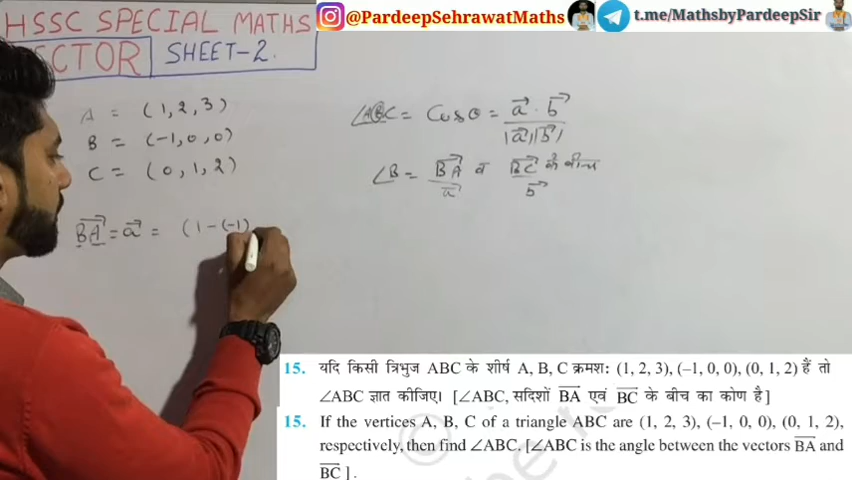 HSSC SPECIAL MATHS
@PardeepSehrawatMaths
t.me/MathsbyPardeepSir
ECTOR SHEET-2.
A = (1, 2, 3)
B = (-1, 0, 0)
C = (0, 1, 2)
∠ABC = Cosθ = a⃗ · b⃗ / |a⃗||b⃗|
∠B = BA⃗ व BC⃗ के बीच
a⃗ b⃗
BA⃗ = a⃗ = (1-(-1)
15. यदि किसी त्रिभुज ABC के शीर्ष A, B, C क्रमशः (1, 2, 3), (–1, 0, 0), (0, 1, 2) हैं तो
∠ABC ज्ञात कीजिए। [∠ABC, सदिशों BA⃗ एवं BC⃗ के बीच का कोण है]
15. If the vertices A, B, C of a triangle ABC are (1, 2, 3), (–1, 0, 0), (0, 1, 2),
respectively, then find ∠ABC. [∠ABC is the angle between the vectors BA⃗ and
BC⃗ ].